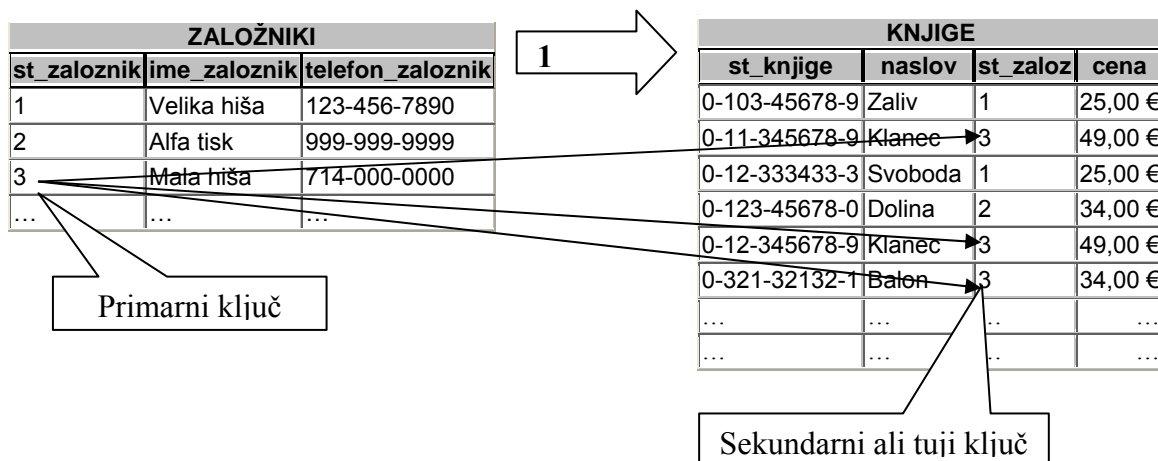 ZALOŽNIKI
st_zaloznik ime_zaloznik telefon_zaloznik
1 Velika hiša 123-456-7890
2 Alfa tisk 999-999-9999
3 Mala hiša 714-000-0000
... ... ...
Primarni ključ
1
KNJIGE
st_knjige naslov st_zaloz cena
0-103-45678-9 Zaliv 1 25,00 €
0-11-345678-9 Klanec 3 49,00 €
0-12-333433-3 Svoboda 1 25,00 €
0-123-45678-0 Dolina 2 34,00 €
0-12-345678-9 Klanec 3 49,00 €
0-321-32132-1 Balon 3 34,00 €
... ... ... ...
... ... ... ...
Sekundarni ali tuji ključ